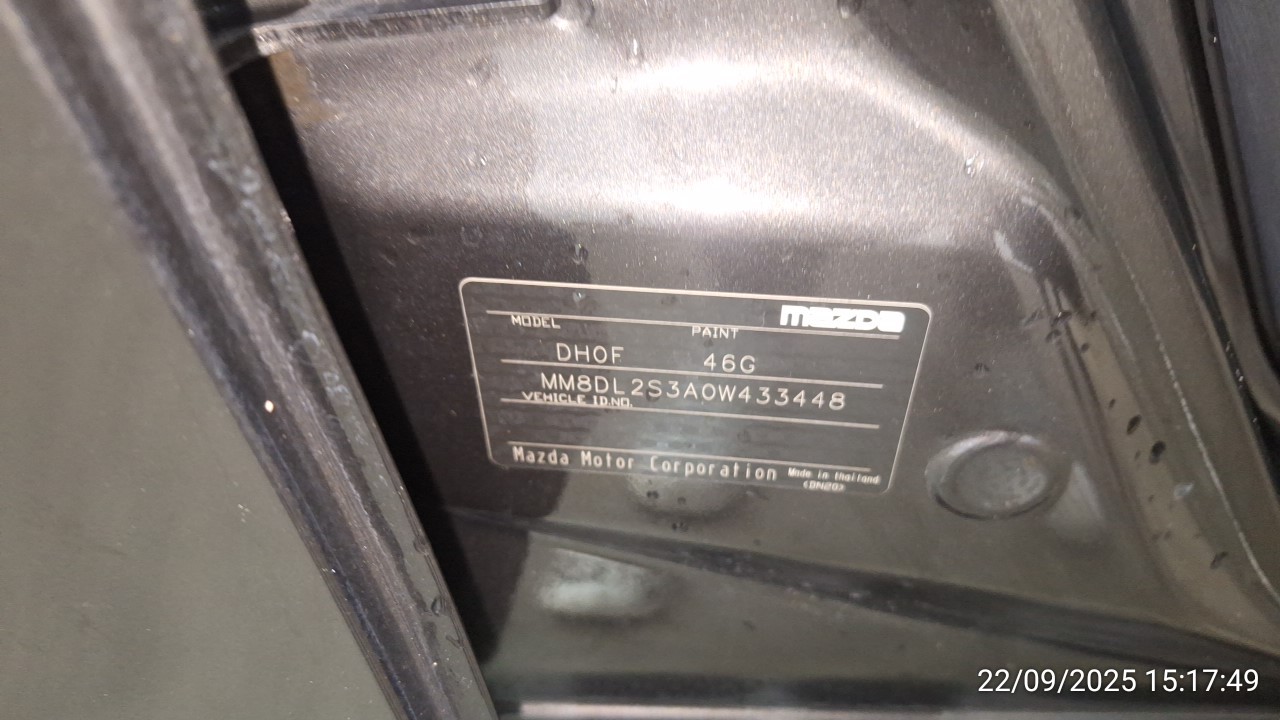 mazda
MODEL PAINT
DH0F 46G
MM8DL2S3A0W433448
VEHICLE ID.NO.
Mazda Motor Corporation Made in thailand
<DN20>
22/09/2025 15:17:49